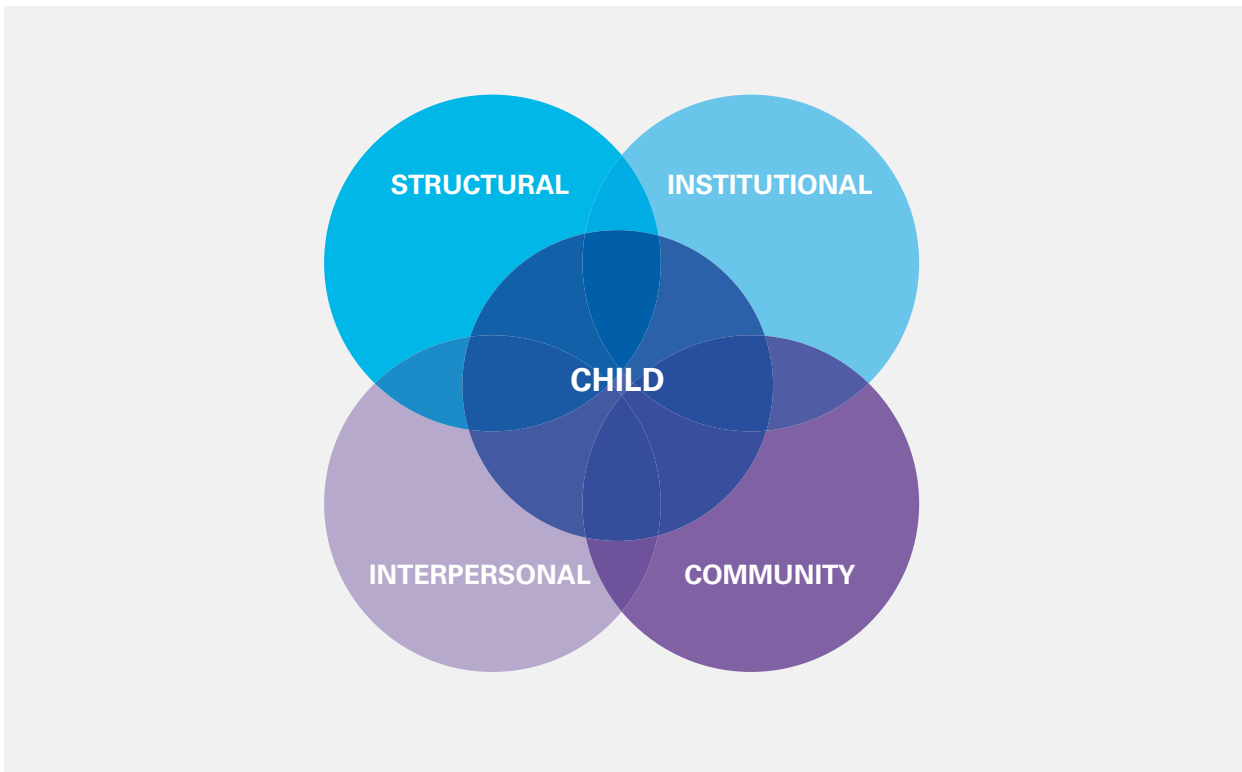 STRUCTURAL
INSTITUTIONAL
CHILD
INTERPERSONAL
COMMUNITY